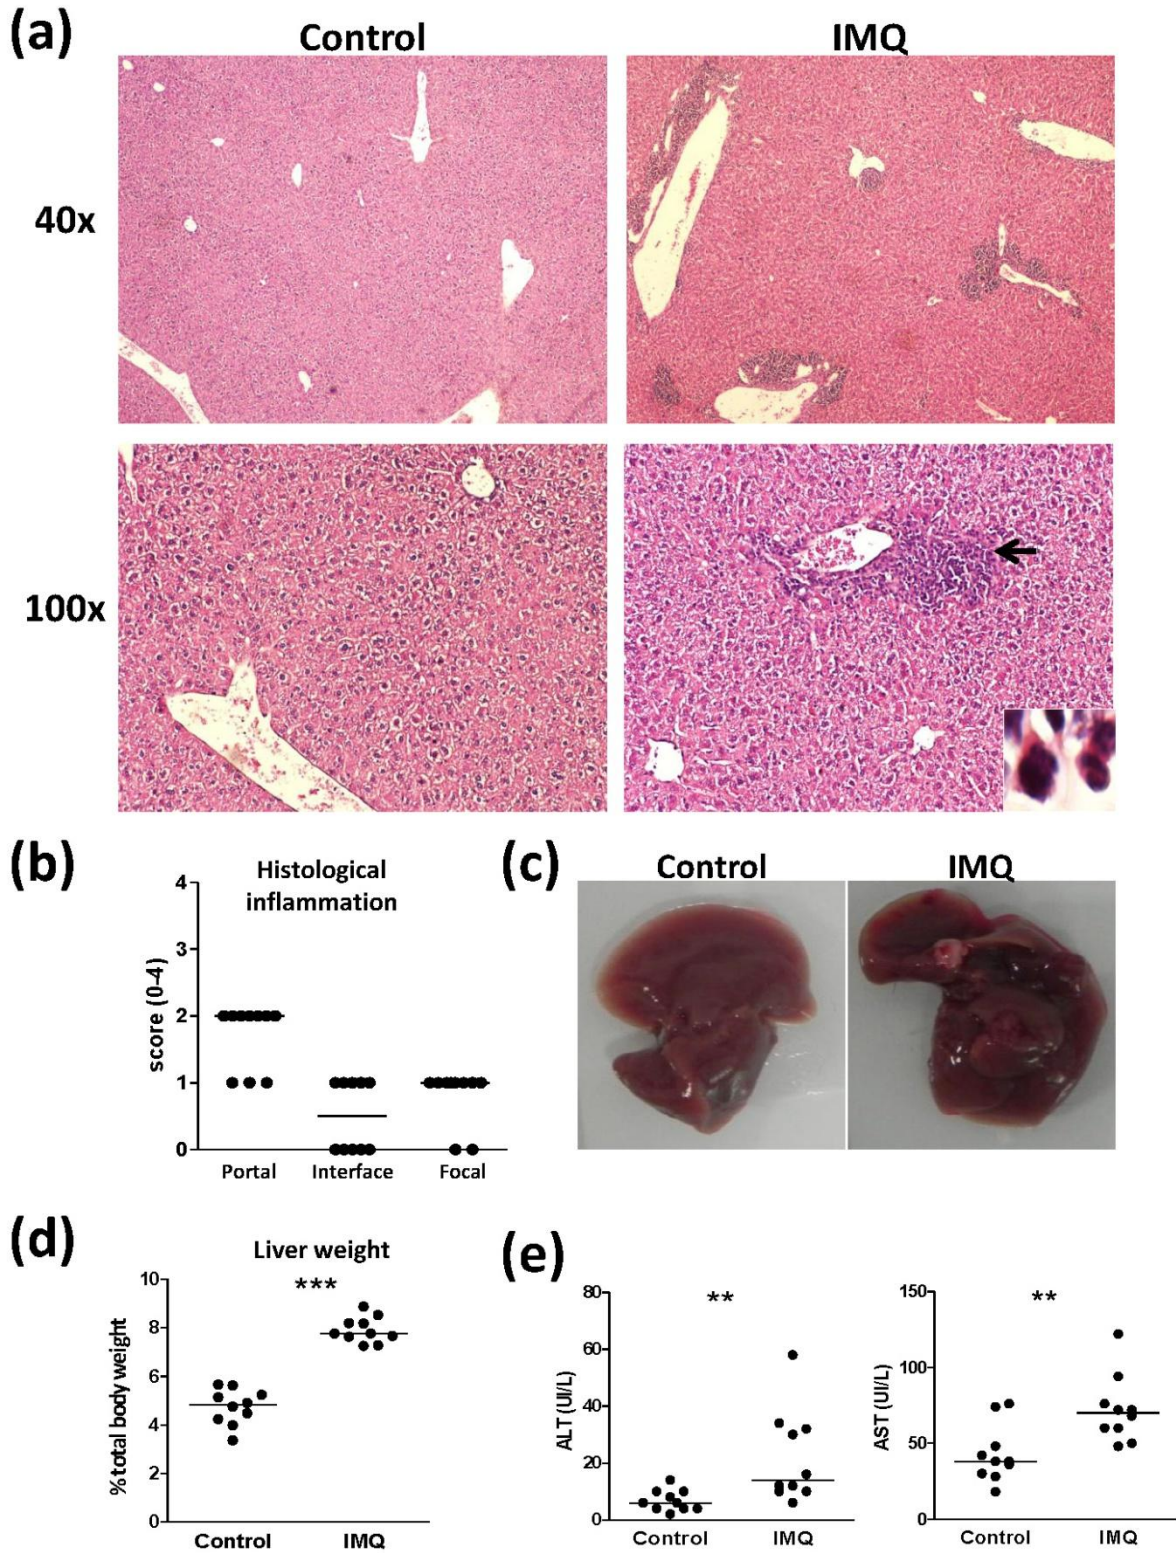 (a)
Control IMQ
40x
100x
(b)
Histological
inflammation
score (0-4)
4
3
2
1
0
Portal Interface Focal
(c)
Control IMQ
(d)
Liver weight
***
%total body weight
10
8
6
4
2
0
Control IMQ
(e)
**
ALT (UI/L)
80
60
40
20
0
Control IMQ
**
AST (UI/L)
150
100
50
0
Control IMQ